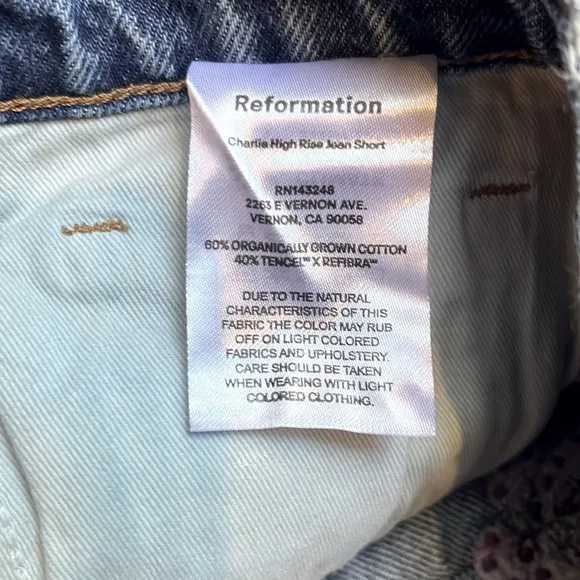 Reformation
Charlie High Rise Jean Short
RN143248
2263 E VERNON AVE.
VERNON, CA 90058
60% ORGANICALLY GROWN COTTON
40% TENCEL™ X REFIBRA™
DUE TO THE NATURAL
CHARACTERISTICS OF THIS
FABRIC THE COLOR MAY RUB
OFF ON LIGHT COLORED
FABRICS AND UPHOLSTERY.
CARE SHOULD BE TAKEN
WHEN WEARING WITH LIGHT
COLORED CLOTHING.